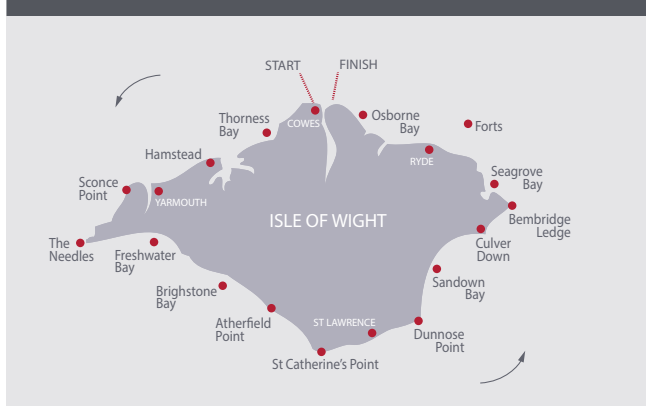 START
FINISH
COWES
Osborne
Bay
Forts
Thorness
Bay
Hamstead
RYDE
Seagrove
Bay
Sconce
Point
YARMOUTH
ISLE OF WIGHT
Bembridge
Ledge
The
Needles
Freshwater
Bay
Culver
Down
Brighstone
Bay
Sandown
Bay
Atherfield
Point
ST LAWRENCE
Dunnose
Point
St Catherine's Point